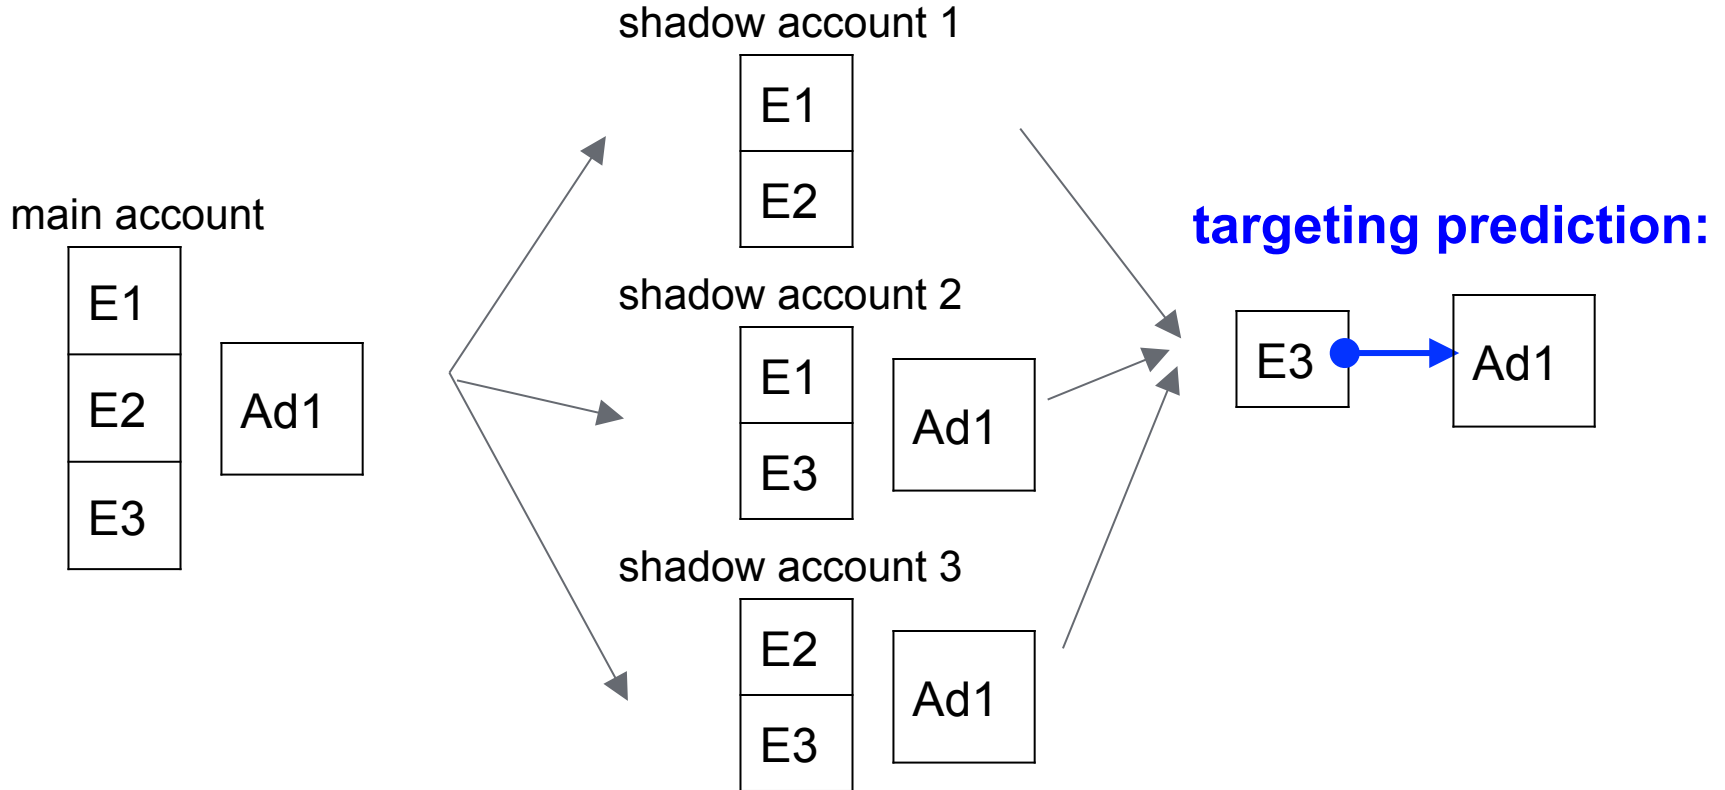 main account
E1
E2
E3
Ad1
shadow account 1
E1
E2
shadow account 2
E1
E3
Ad1
shadow account 3
E2
E3
Ad1
targeting prediction:
E3
Ad1